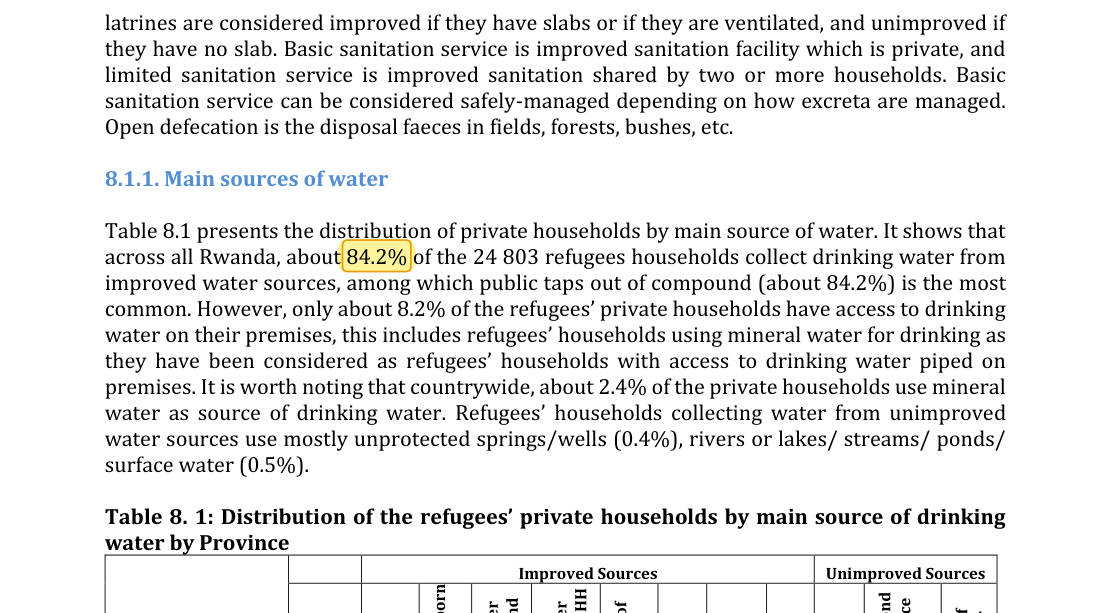 latrines are considered improved if they have slabs or if they are ventilated, and unimproved if
they have no slab. Basic sanitation service is improved sanitation facility which is private, and
limited sanitation service is improved sanitation shared by two or more households. Basic
sanitation service can be considered safely-managed depending on how excreta are managed.
Open defecation is the disposal faeces in fields, forests, bushes, etc.
8.1.1. Main sources of water
Table 8.1 presents the distribution of private households by main source of water. It shows that
across all Rwanda, about 84.2% of the 24 803 refugees households collect drinking water from
improved water sources, among which public taps out of compound (about 84.2%) is the most
common. However, only about 8.2% of the refugees’ private households have access to drinking
water on their premises, this includes refugees’ households using mineral water for drinking as
they have been considered as refugees’ households with access to drinking water piped on
premises. It is worth noting that countrywide, about 2.4% of the private households use mineral
water as source of drinking water. Refugees’ households collecting water from unimproved
water sources use mostly unprotected springs/wells (0.4%), rivers or lakes/ streams/ ponds/
surface water (0.5%).
Table 8. 1: Distribution of the refugees’ private households by main source of drinking
water by Province
Improved Sources
Unimproved Sources
HH